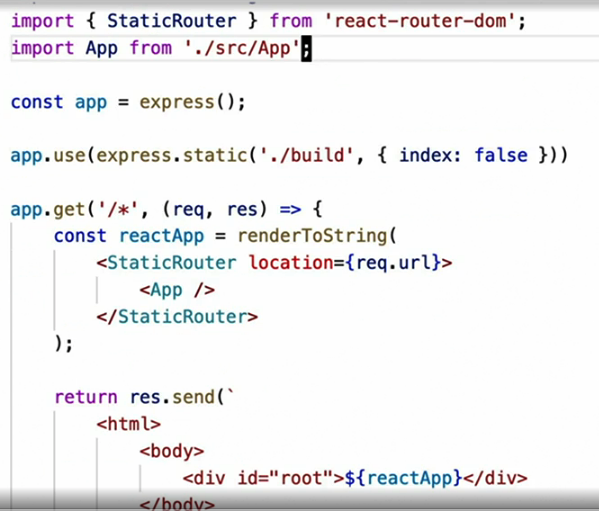 import { StaticRouter } from 'react-router-dom';
import App from './src/App';
const app = express();
app.use(express.static('./build', { index: false }))
app.get('/*', (req, res) => {
const reactApp = renderToString(
<StaticRouter location={req.url}>
<App />
</StaticRouter>
);
return res.send(`
<html>
<body>
<div id="root">${reactApp}</div>
</body>